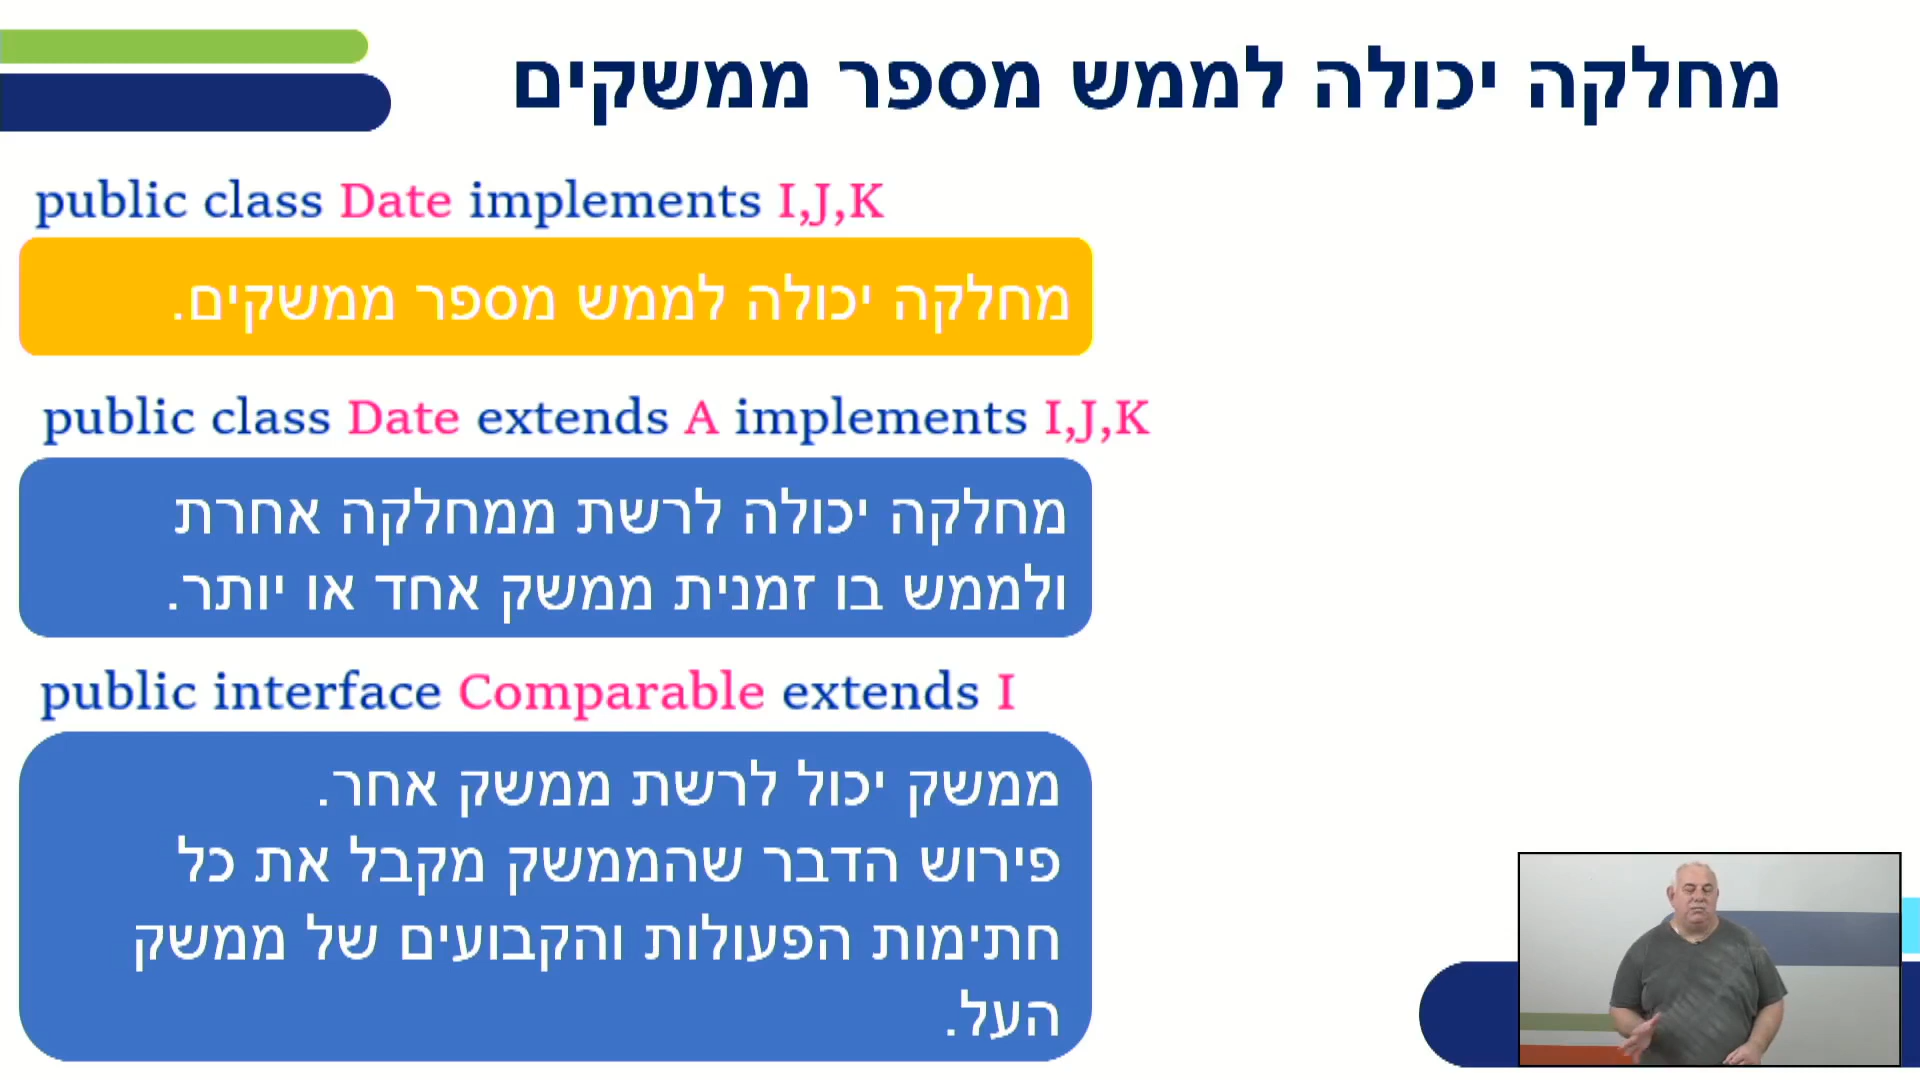 מחלקה יכולה לממש מספר ממשקים
public class Date implements I,J,K
מחלקה יכולה לממש מספר ממשקים.
public class Date extends A implements I,J,K
מחלקה יכולה לרשת ממחלקה אחרת
ולממש בו זמנית ממשק אחד או יותר.
public interface Comparable extends I
ממשק יכול לרשת ממשק אחר.
פירוש הדבר שהממשק מקבל את כל
חתימות הפעולות והקבועים של ממשק
העל.